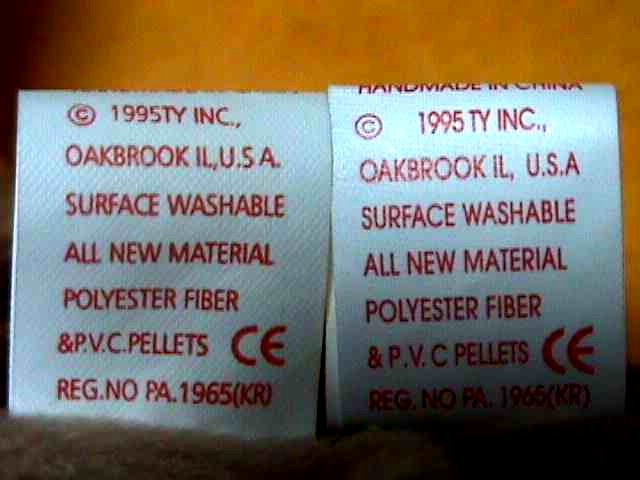 © 1995TY INC.,
OAKBROOK IL,U.S A.
SURFACE WASHABLE
ALL NEW MATERIAL
POLYESTER FIBER
&P.V.C.PELLETS CE
REG.NO PA.1965(KR)
HANDMADE IN CHINA
© 1995 TY INC.,
OAKBROOK IL, U.S.A
SURFACE WASHABLE
ALL NEW MATERIAL
POLYESTER FIBER
& P.V. C PELLETS CE
REG. NO PA. 1965(KR)